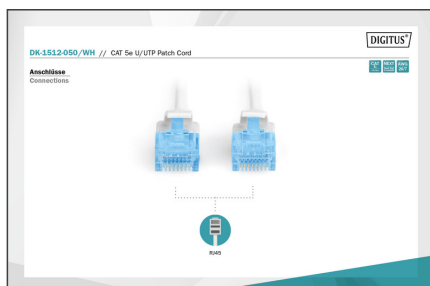 DIGITUS®
DK-1512-050/WH // CAT 5e U/UTP Patch Cord
Anschlüsse
Connections
RJ45